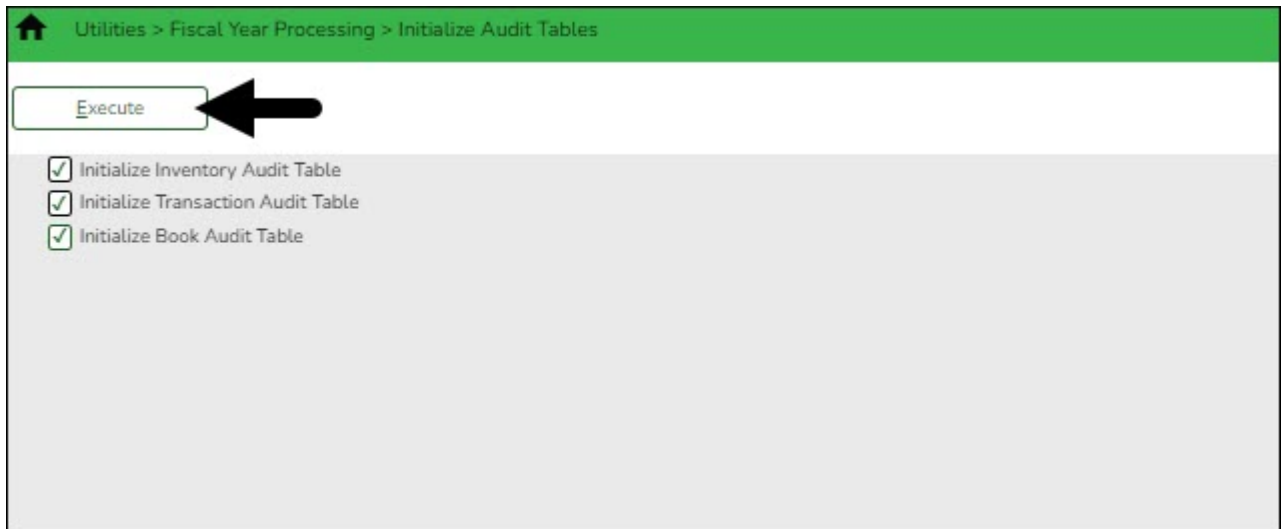 Utilities > Fiscal Year Processing > Initialize Audit Tables
Execute
Initialize Inventory Audit Table
Initialize Transaction Audit Table
Initialize Book Audit Table